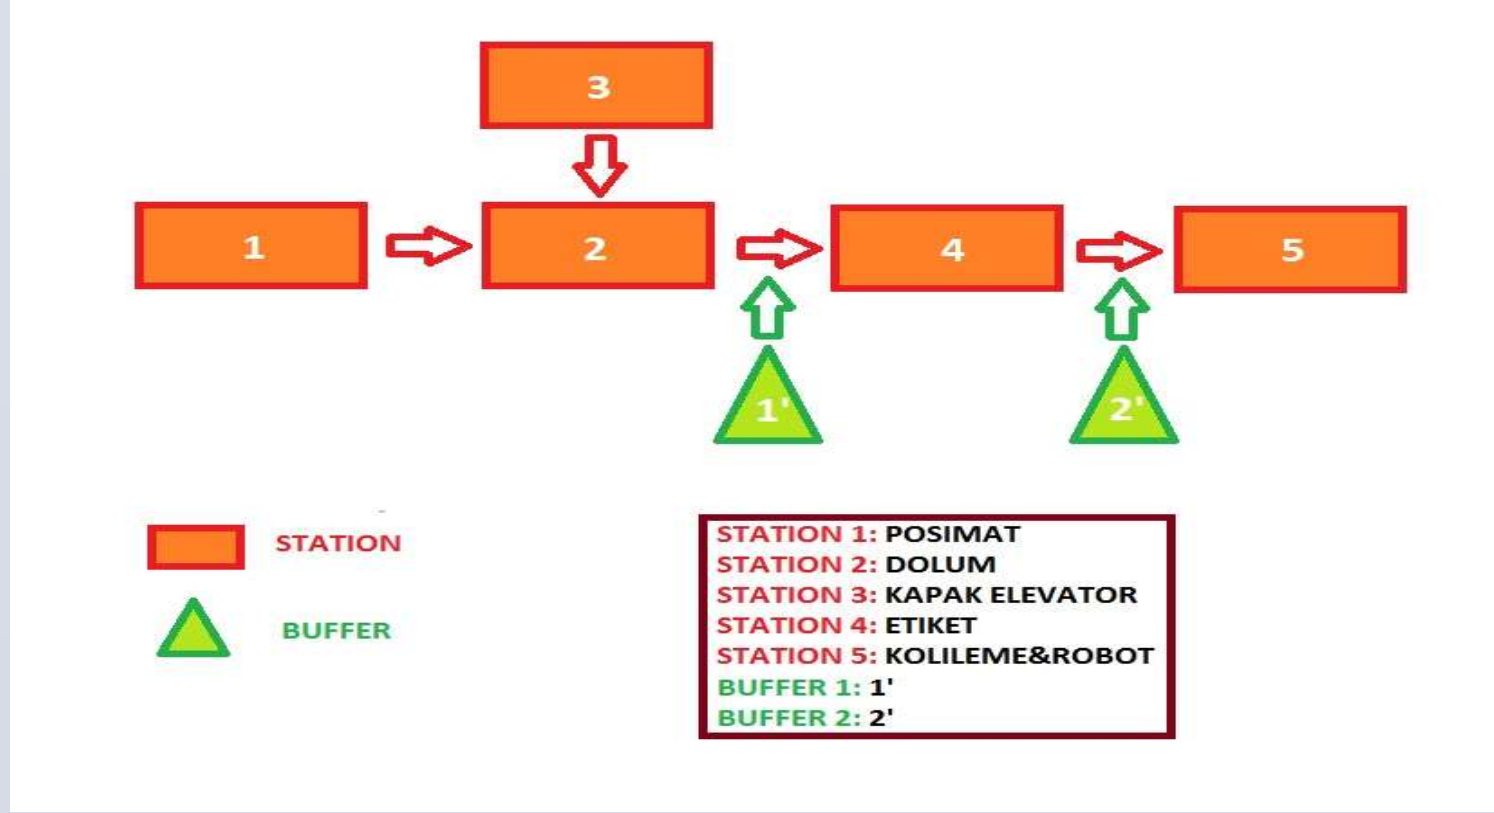 3
1
2
4
5
1'
2'
STATION
BUFFER
STATION 1: POSIMAT
STATION 2: DOLUM
STATION 3: KAPAK ELEVATOR
STATION 4: ETIKET
STATION 5: KOLILEME&ROBOT
BUFFER 1: 1'
BUFFER 2: 2'